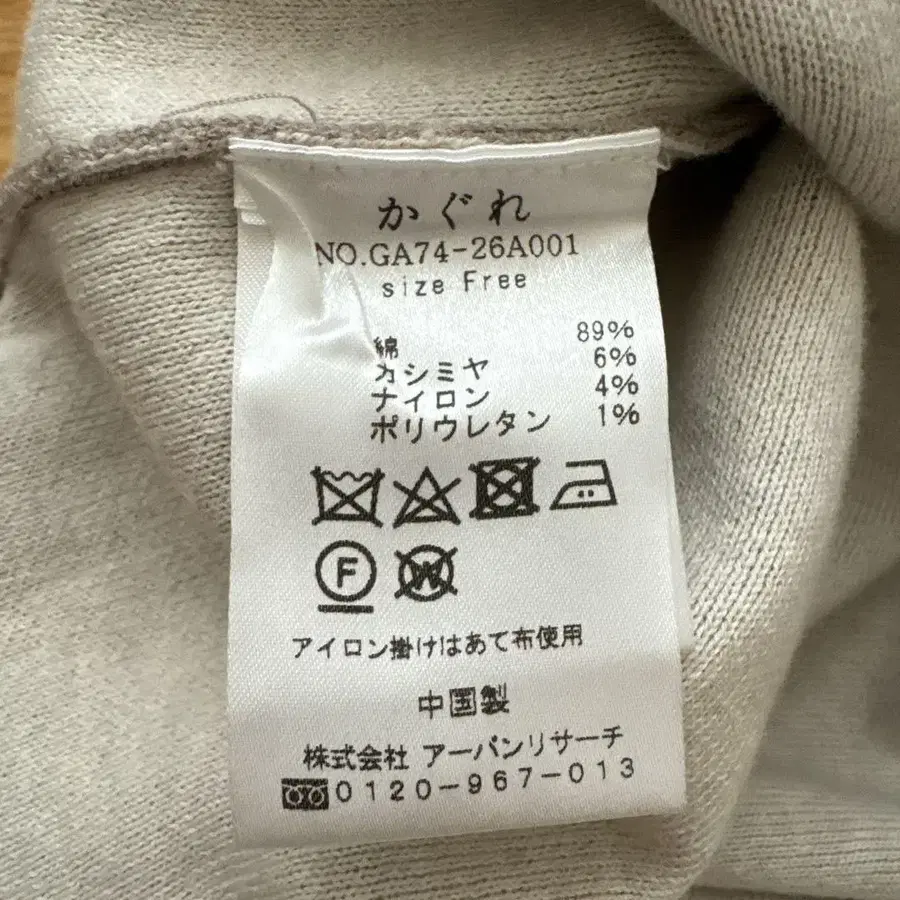 かぐれ
NO.GA74-26A001
size Free
綿 89%
カシミヤ 6%
ナイロン 4%
ポリウレタン 1%
F
W
アイロン掛けはあて布使用
中国製
株式会社 アーバンリサーチ
0120-967-013